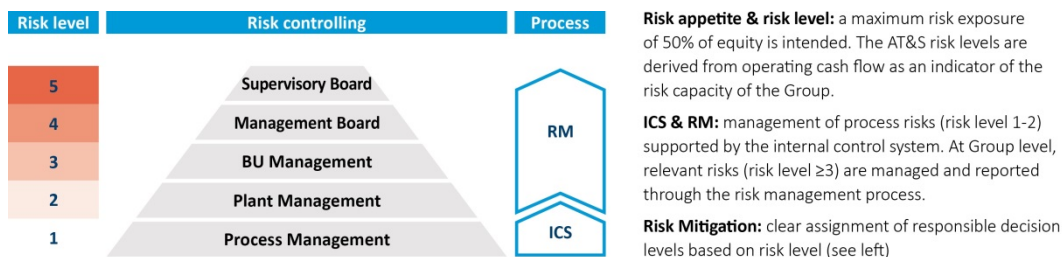 Risk level Risk controlling Process
5 Supervisory Board
4 Management Board
3 BU Management
2 Plant Management
1 Process Management
RM
ICS
Risk appetite & risk level: a maximum risk exposure
of 50% of equity is intended. The AT&S risk levels are
derived from operating cash flow as an indicator of the
risk capacity of the Group.
ICS & RM: management of process risks (risk level 1-2)
supported by the internal control system. At Group level,
relevant risks (risk level ≥3) are managed and reported
through the risk management process.
Risk Mitigation: clear assignment of responsible decision
levels based on risk level (see left)